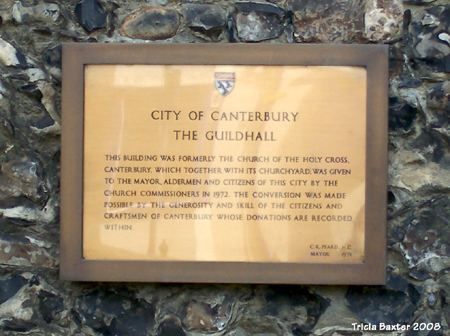 CITY OF CANTERBURY
THE GUILDHALL
THIS BUILDING WAS FORMERLY THE CHURCH OF THE HOLY CROSS,
CANTERBURY, WHICH TOGETHER WITH ITS CHURCHYARD, WAS GIVEN
TO THE MAYOR, ALDERMEN AND CITIZENS OF THIS CITY BY THE
CHURCH COMMISSIONERS IN 1972. THE CONVERSION WAS MADE
POSSIBLE BY THE GENEROSITY AND SKILL OF THE CITIZENS AND
CRAFTSMEN OF CANTERBURY WHOSE DONATIONS ARE RECORDED
WITHIN.
MAYOR
Tricia Baxter 2008